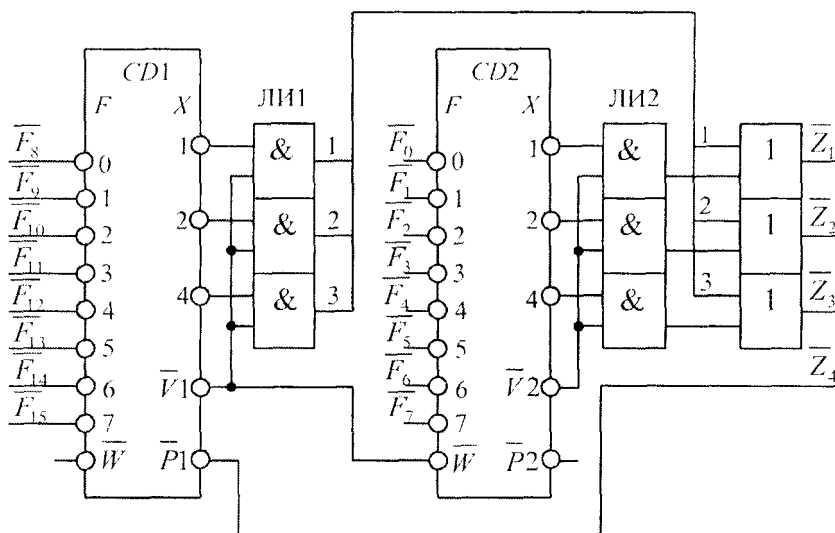 CD1
F X
ЛИ1
F̅₈ 0 1 & 1
F̅₉ 1
F̅₁₀ 2 2 & 2
F̅₁₁ 3
F̅₁₂ 4 4 & 3
F̅₁₃ 5
F̅₁₄ 6 V̅1
F̅₁₅ 7
W̅ P̅1
CD2
F X
ЛИ2
F̅₀ 0 1 & 1 1 Z̅₁
F̅₁ 1
F̅₂ 2 2 & 2 1 Z̅₂
F̅₃ 3
F̅₄ 4 4 & 3 1 Z̅₃
F̅₅ 5
F̅₆ 6 V̅2 Z̅₄
F̅₇ 7
W̅ P̅2